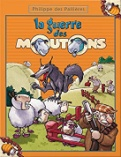 Philippe des Pallières
la guerre
des
MOUTONS